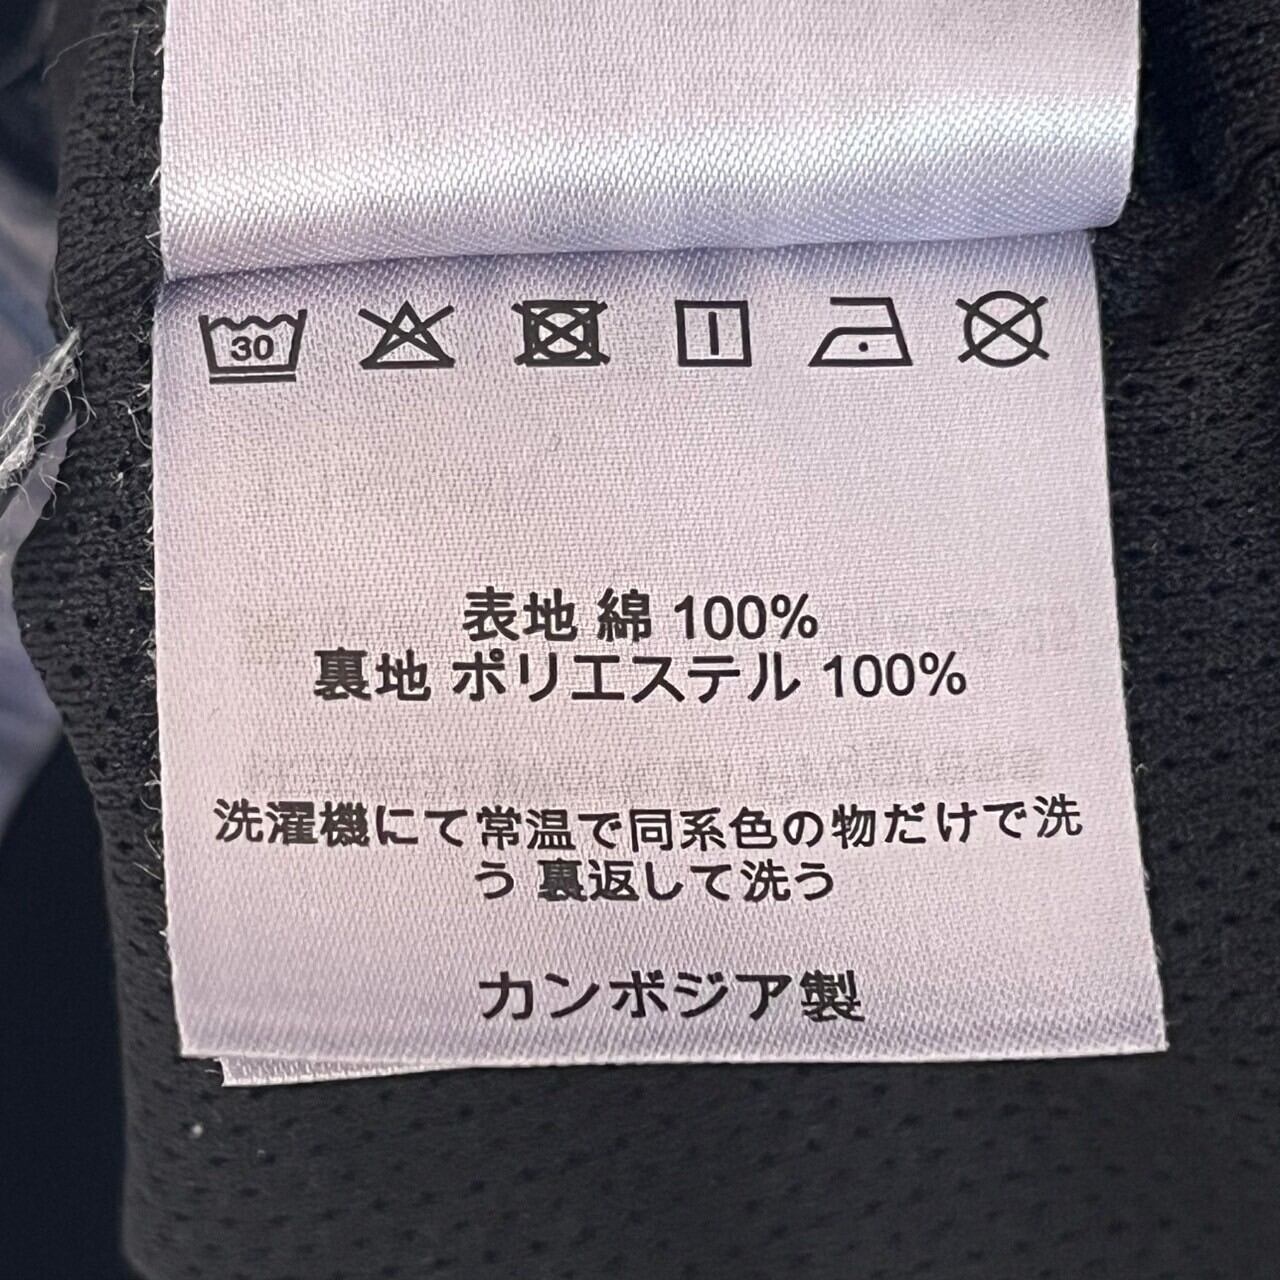 30
表地 綿 100%
裏地 ポリエステル 100%
洗濯機にて常温で同系色の物だけで洗
う 裏返して洗う
カンボジア製